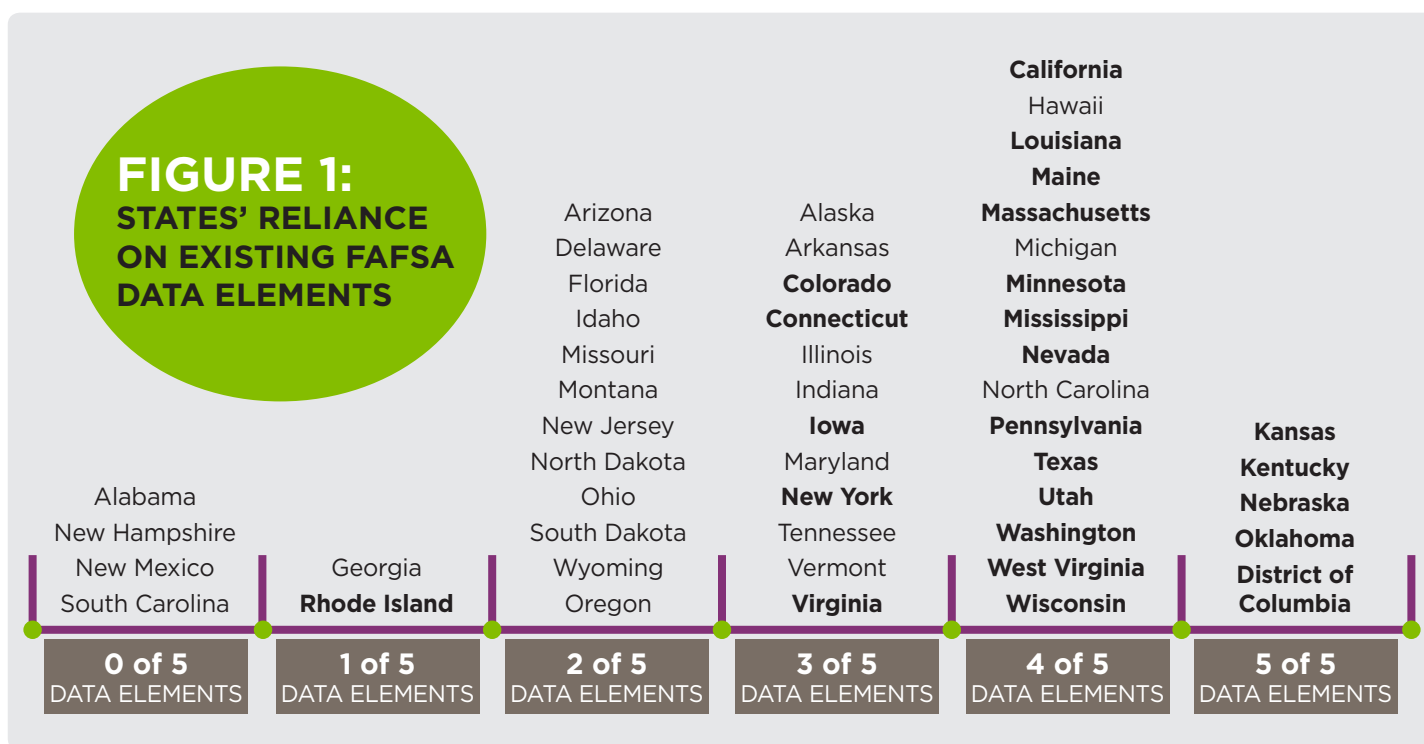 FIGURE 1:
STATES’ RELIANCE
ON EXISTING FAFSA
DATA ELEMENTS
Alabama
New Hampshire
New Mexico
South Carolina
0 of 5
DATA ELEMENTS
Georgia
Rhode Island
1 of 5
DATA ELEMENTS
Arizona
Delaware
Florida
Idaho
Missouri
Montana
New Jersey
North Dakota
Ohio
South Dakota
Wyoming
Oregon
2 of 5
DATA ELEMENTS
Alaska
Arkansas
Colorado
Connecticut
Illinois
Indiana
Iowa
Maryland
New York
Tennessee
Vermont
Virginia
3 of 5
DATA ELEMENTS
California
Hawaii
Louisiana
Maine
Massachusetts
Michigan
Minnesota
Mississippi
Nevada
North Carolina
Pennsylvania
Texas
Utah
Washington
West Virginia
Wisconsin
4 of 5
DATA ELEMENTS
Kansas
Kentucky
Nebraska
Oklahoma
District of
Columbia
5 of 5
DATA ELEMENTS